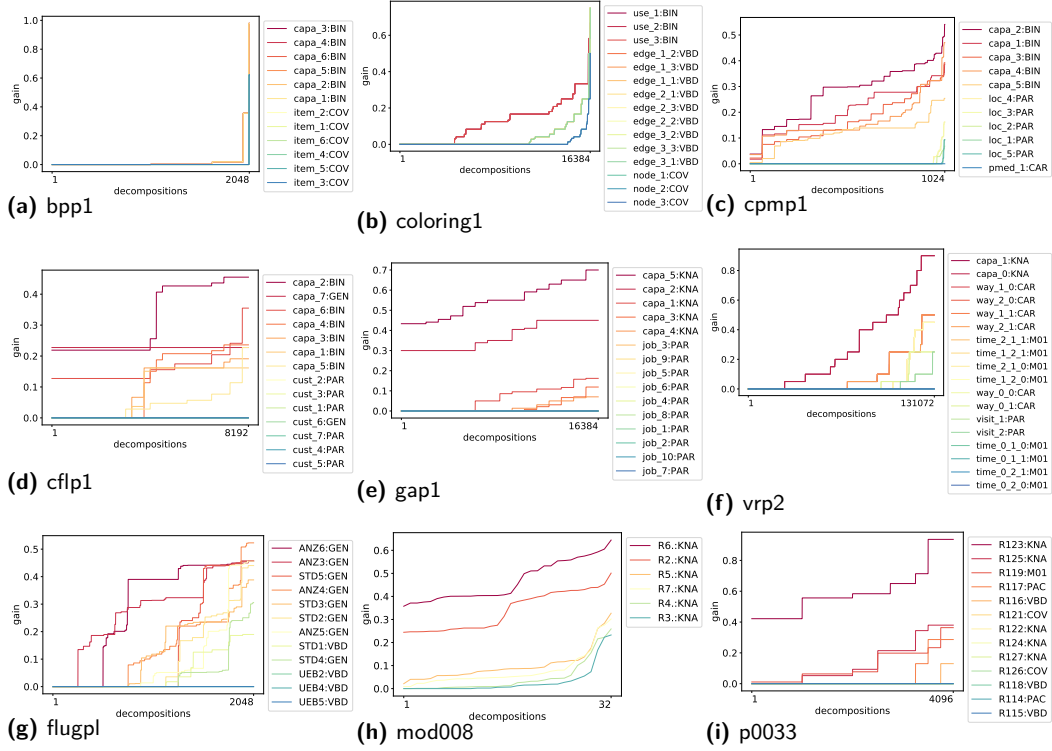 1.0
0.8
0.6
0.4
0.2
0.0
gain
1
2048
decompositions
capa_3:BIN
capa_4:BIN
capa_6:BIN
capa_5:BIN
capa_2:BIN
capa_1:BIN
item_2:COV
item_1:COV
item_6:COV
item_4:COV
item_5:COV
item_3:COV
(a) bpp1
0.6
0.4
0.2
0.0
gain
1
16384
decompositions
use_1:BIN
use_2:BIN
use_3:BIN
edge_1_2:VBD
edge_1_3:VBD
edge_1_1:VBD
edge_2_1:VBD
edge_2_3:VBD
edge_2_2:VBD
edge_3_2:VBD
edge_3_3:VBD
edge_3_1:VBD
node_1:COV
node_2:COV
node_3:COV
(b) coloring1
0.5
0.4
0.3
0.2
0.1
0.0
gain
1
1024
decompositions
capa_2:BIN
capa_1:BIN
capa_3:BIN
capa_4:BIN
capa_5:BIN
loc_4:PAR
loc_3:PAR
loc_2:PAR
loc_1:PAR
loc_5:PAR
pmed_1:CAR
(c) cpmp1
0.4
0.3
0.2
0.1
0.0
gain
1
8192
decompositions
capa_2:BIN
capa_7:GEN
capa_6:BIN
capa_4:BIN
capa_3:BIN
capa_1:BIN
capa_5:BIN
cust_2:PAR
cust_3:PAR
cust_1:PAR
cust_6:GEN
cust_7:PAR
cust_4:PAR
cust_5:PAR
(d) cflp1
0.7
0.6
0.5
0.4
0.3
0.2
0.1
0.0
gain
1
16384
decompositions
capa_5:KNA
capa_2:KNA
capa_1:KNA
capa_3:KNA
capa_4:KNA
job_3:PAR
job_9:PAR
job_5:PAR
job_6:PAR
job_4:PAR
job_8:PAR
job_1:PAR
job_2:PAR
job_10:PAR
job_7:PAR
(e) gap1
0.8
0.6
0.4
0.2
0.0
gain
1
131072
decompositions
capa_1:KNA
capa_0:KNA
way_1_0:CAR
way_2_0:CAR
way_1_1:CAR
way_2_1:CAR
time_2_1_1:M01
time_1_2_1:M01
time_2_1_0:M01
time_1_2_0:M01
way_0_0:CAR
way_0_1:CAR
visit_1:PAR
visit_2:PAR
time_0_1_0:M01
time_0_1_1:M01
time_0_2_1:M01
time_0_2_0:M01
(f) vrp2
0.5
0.4
0.3
0.2
0.1
0.0
gain
1
2048
decompositions
ANZ6:GEN
ANZ3:GEN
STD5:GEN
ANZ4:GEN
STD3:GEN
STD2:GEN
ANZ5:GEN
STD1:VBD
STD4:GEN
UEB2:VBD
UEB4:VBD
UEB5:VBD
(g) flugpl
0.6
0.5
0.4
0.3
0.2
0.1
0.0
gain
1
32
decompositions
R6.:KNA
R2.:KNA
R5.:KNA
R7.:KNA
R4.:KNA
R3.:KNA
(h) mod008
0.8
0.6
0.4
0.2
0.0
gain
1
4096
decompositions
R123:KNA
R125:KNA
R119:M01
R117:PAC
R116:VBD
R121:COV
R122:KNA
R124:KNA
R127:KNA
R126:COV
R118:VBD
R114:PAC
R115:VBD
(i) p0033